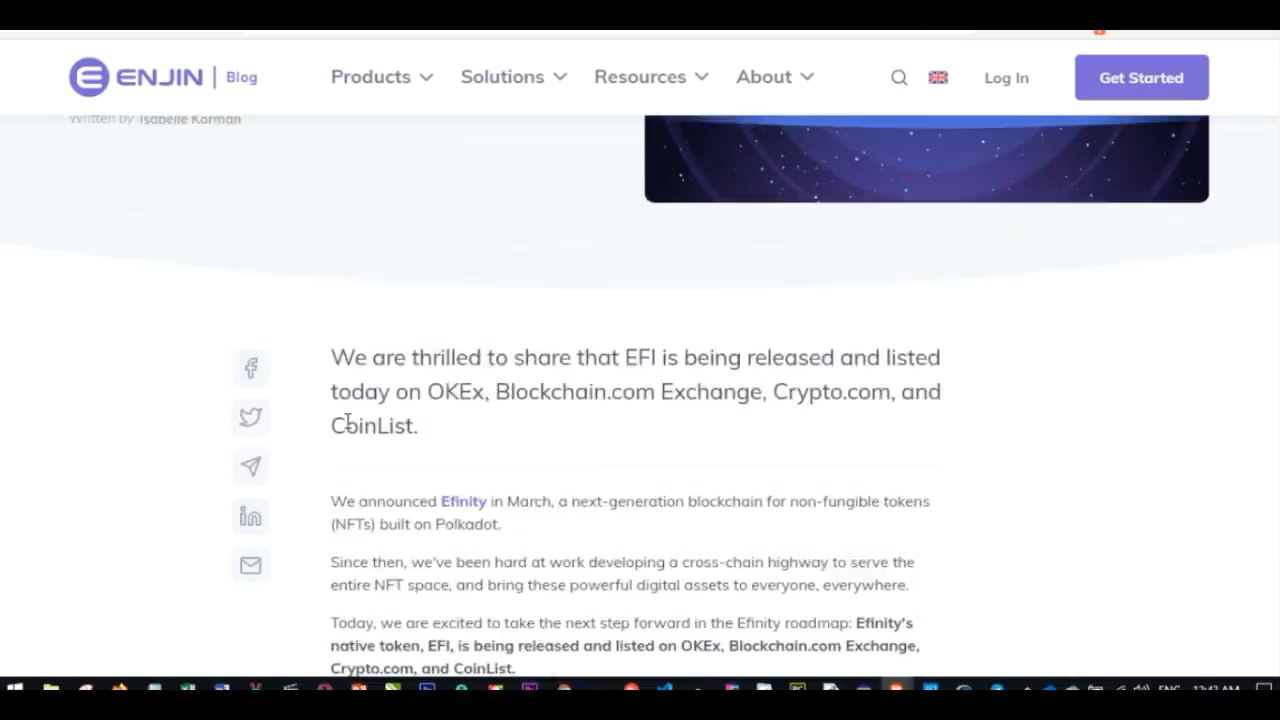 ENJIN | Blog
Products
Solutions
Resources
About
Log In
Get Started
Written by Isabelle Korman
We are thrilled to share that EFI is being released and listed
today on OKEx, Blockchain.com Exchange, Crypto.com, and
CoinList.
We announced Efinity in March, a next-generation blockchain for non-fungible tokens
(NFTs) built on Polkadot.
Since then, we've been hard at work developing a cross-chain highway to serve the
entire NFT space, and bring these powerful digital assets to everyone, everywhere.
Today, we are excited to take the next step forward in the Efinity roadmap: Efinity's
native token, EFI, is being released and listed on OKEx, Blockchain.com Exchange,
Crypto.com, and CoinList.
ENG